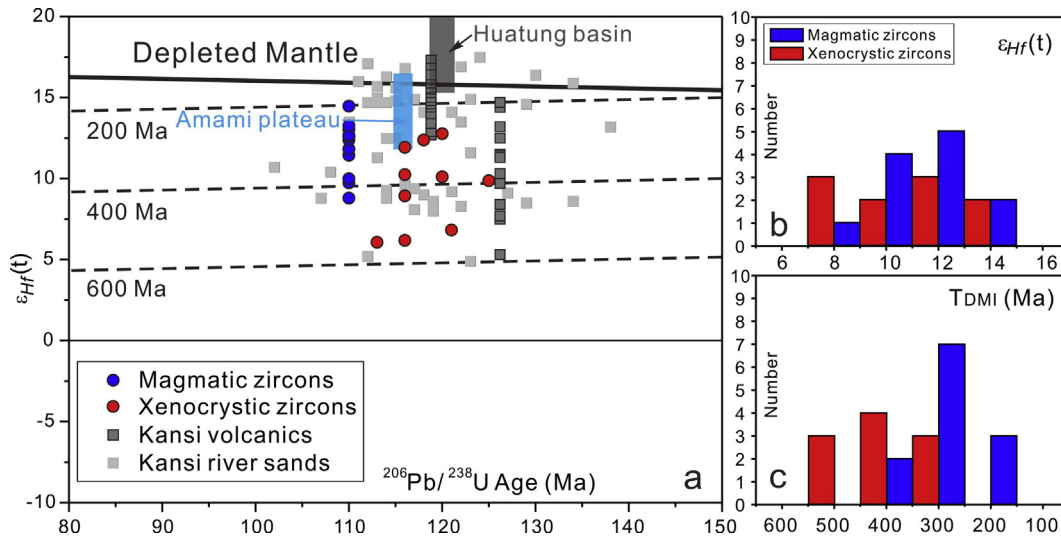 20
15
10
5
0
-5
-10
εHf(t)
80
90
100
110
120
130
140
150
206Pb/238U Age (Ma)
Depleted Mantle
Huatung basin
Amami plateau
200 Ma
400 Ma
600 Ma
Magmatic zircons
Xenocrystic zircons
Kansi volcanics
Kansi river sands
a
10
9
8
7
6
5
4
3
2
1
0
Number
Magmatic zircons
Xenocrystic zircons
εHf(t)
b
6 8 10 12 14 16
10
9
8
7
6
5
4
3
2
1
0
Number
TDMI (Ma)
c
600 500 400 300 200 100